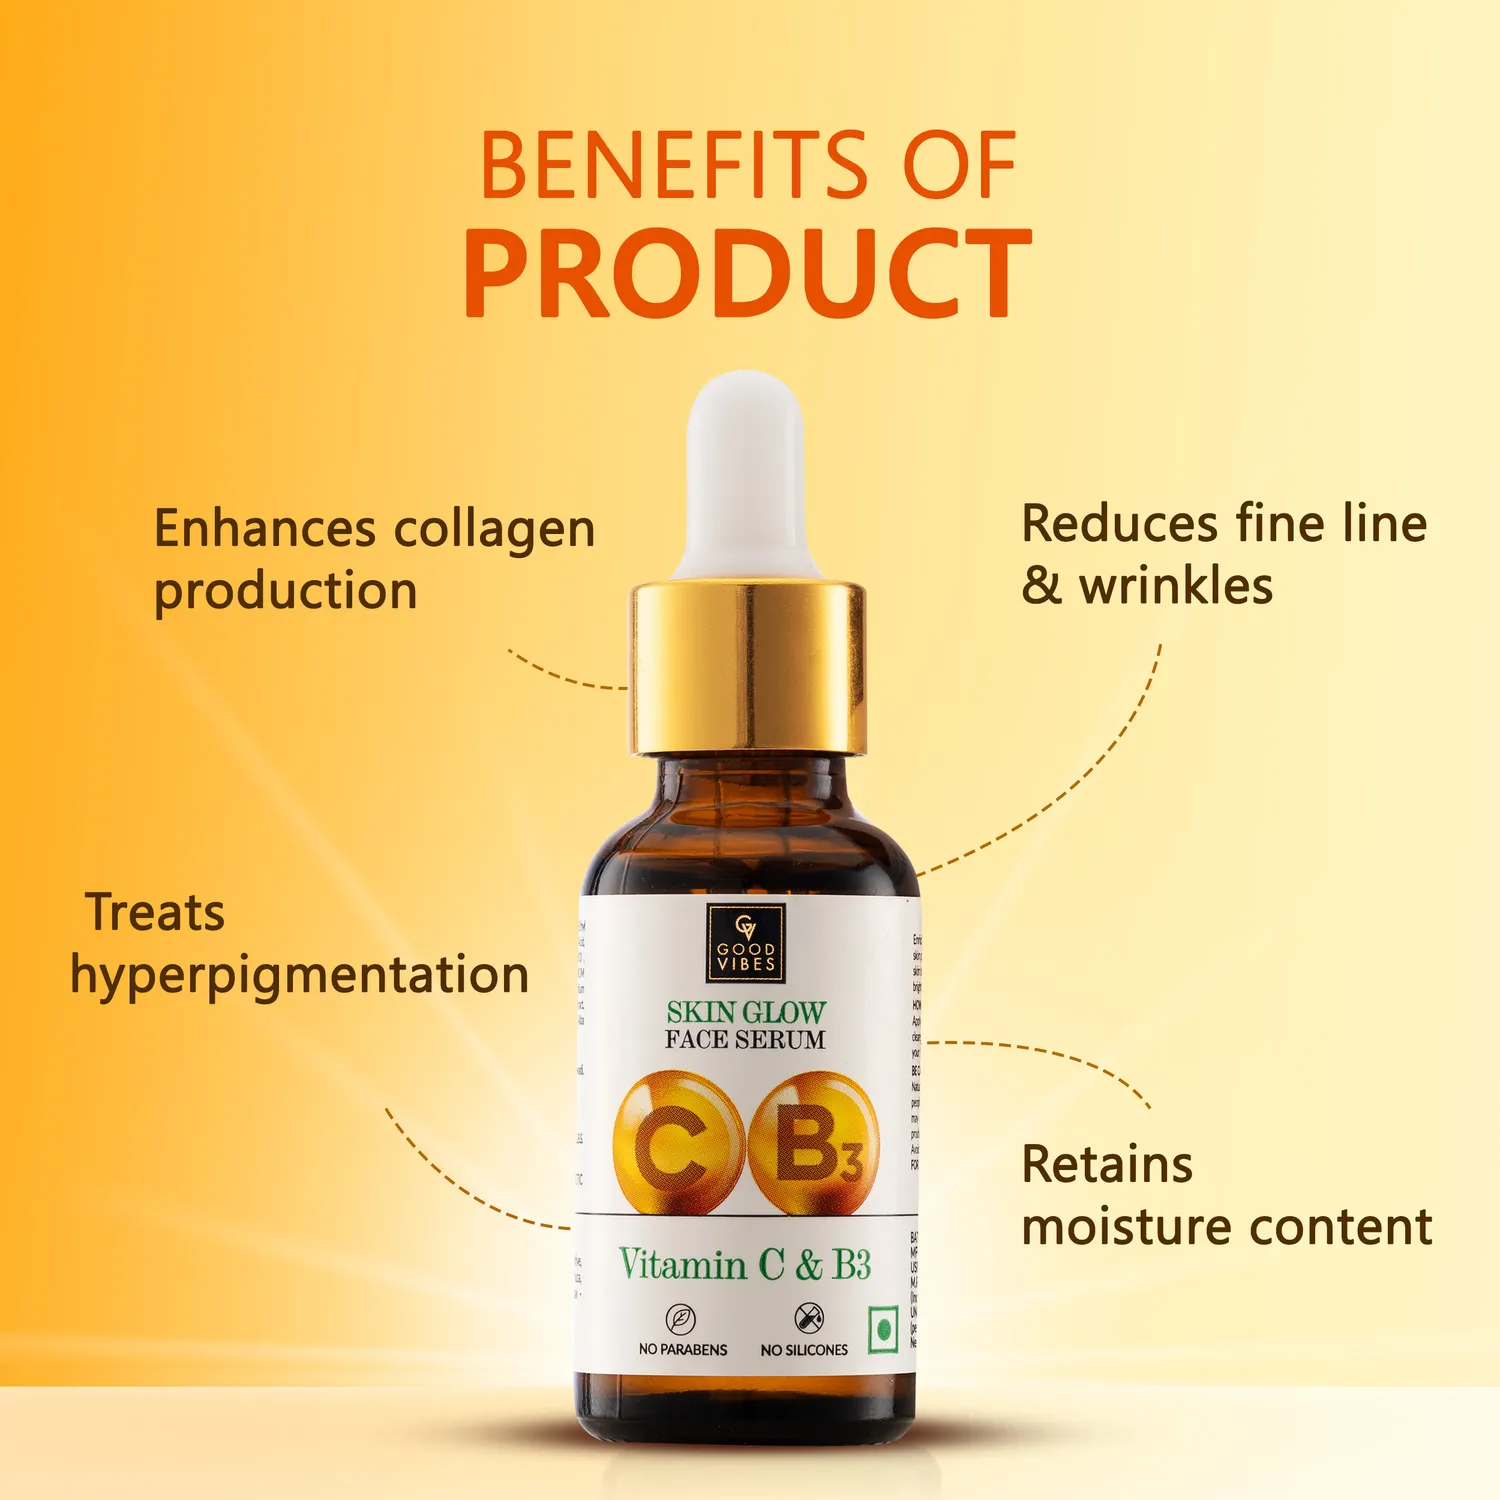 BENEFITS OF
PRODUCT
Enhances collagen
production
Reduces fine line
& wrinkles
Treats
hyperpigmentation
Retains
moisture content
GV
GOOD
VIBES
SKIN GLOW
FACE SERUM
C
B3
Vitamin C & B3
NO PARABENS
NO SILICONES